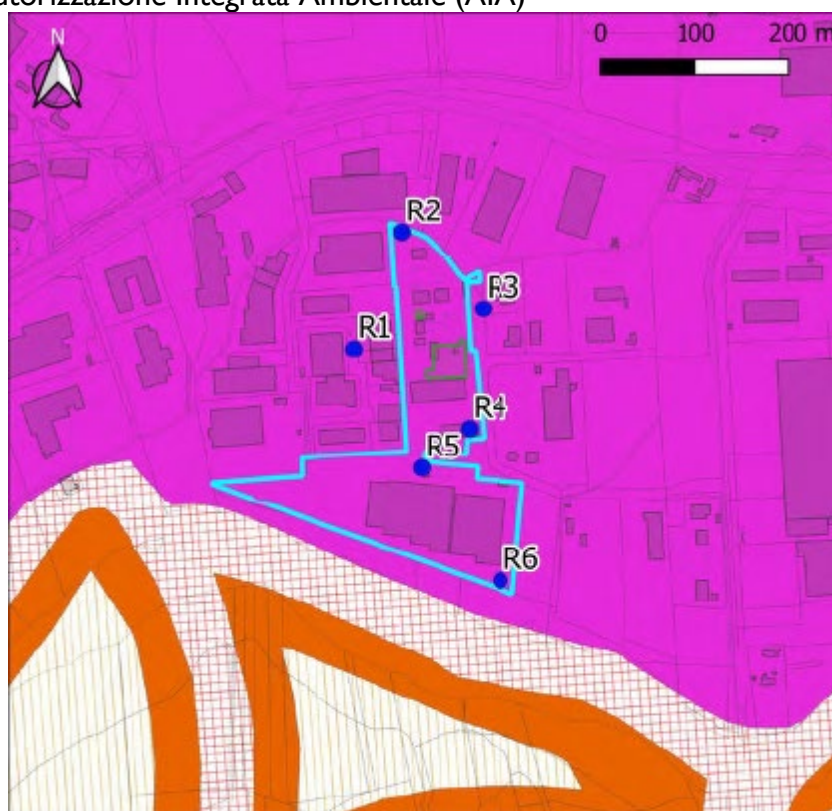 Autorizzazione Integrata Ambientale (AIA)
N
0 100 200 m
R2
R3
R1
R4
R5
R6